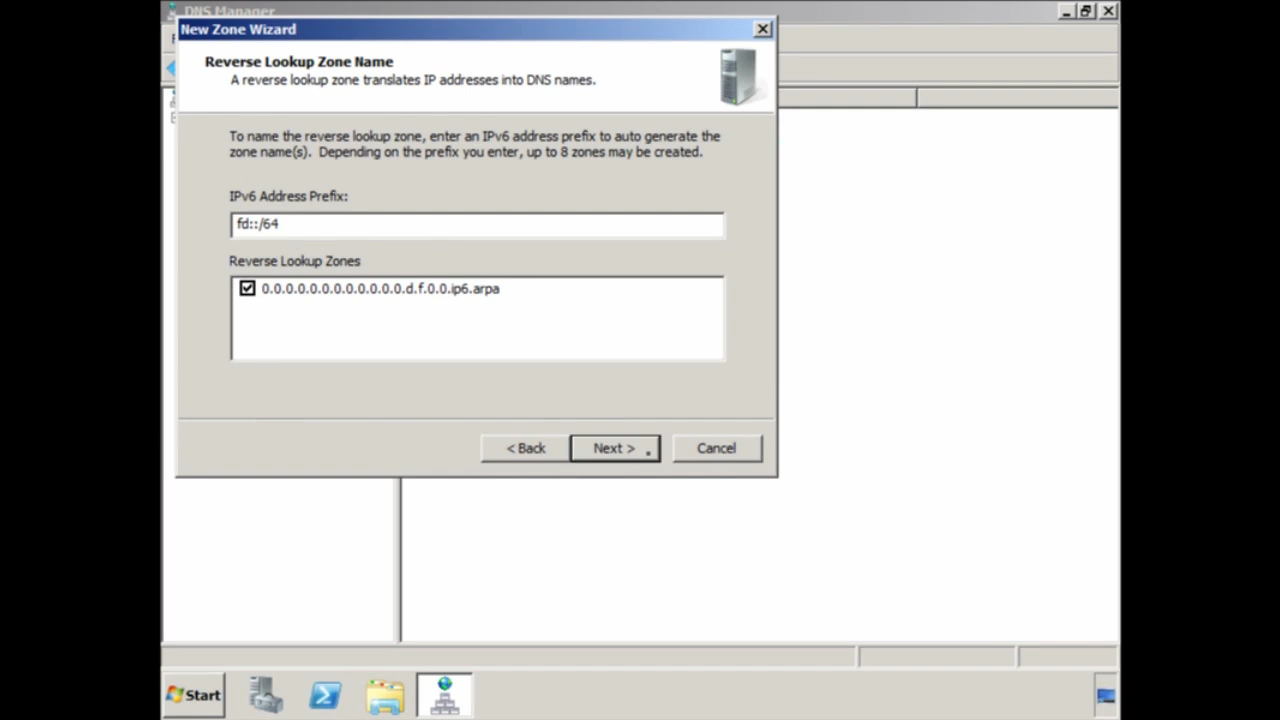 DNS Manager
New Zone Wizard
Reverse Lookup Zone Name
A reverse lookup zone translates IP addresses into DNS names.
To name the reverse lookup zone, enter an IPv6 address prefix to auto generate the
zone name(s). Depending on the prefix you enter, up to 8 zones may be created.
IPv6 Address Prefix:
fd::/64
Reverse Lookup Zones
0.0.0.0.0.0.0.0.0.0.0.0.d.f.0.0.ip6.arpa
< Back
Next >
Cancel
Start